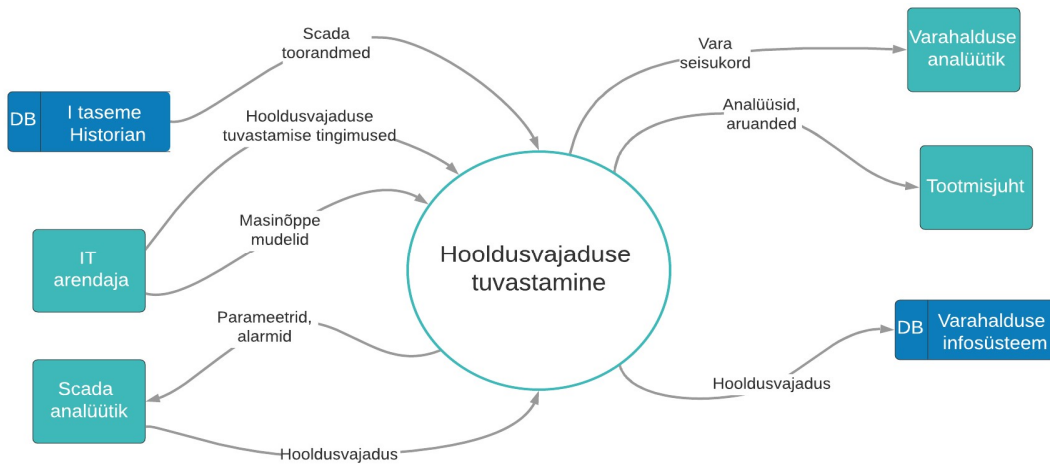 Scada
toorandmed
DB
I taseme
Historian
Hooldusvajaduse
tuvastamise tingimused
Masinõppe
mudelid
IT
arendaja
Parameetrid,
alarmid
Scada
analüütik
Hooldusvajadus
Hooldusvajaduse
tuvastamine
Vara
seisukord
Varahalduse
analüütik
Analüüsid,
aruanded
Tootmisjuht
DB
Varahalduse
infosüsteem
Hooldusvajadus